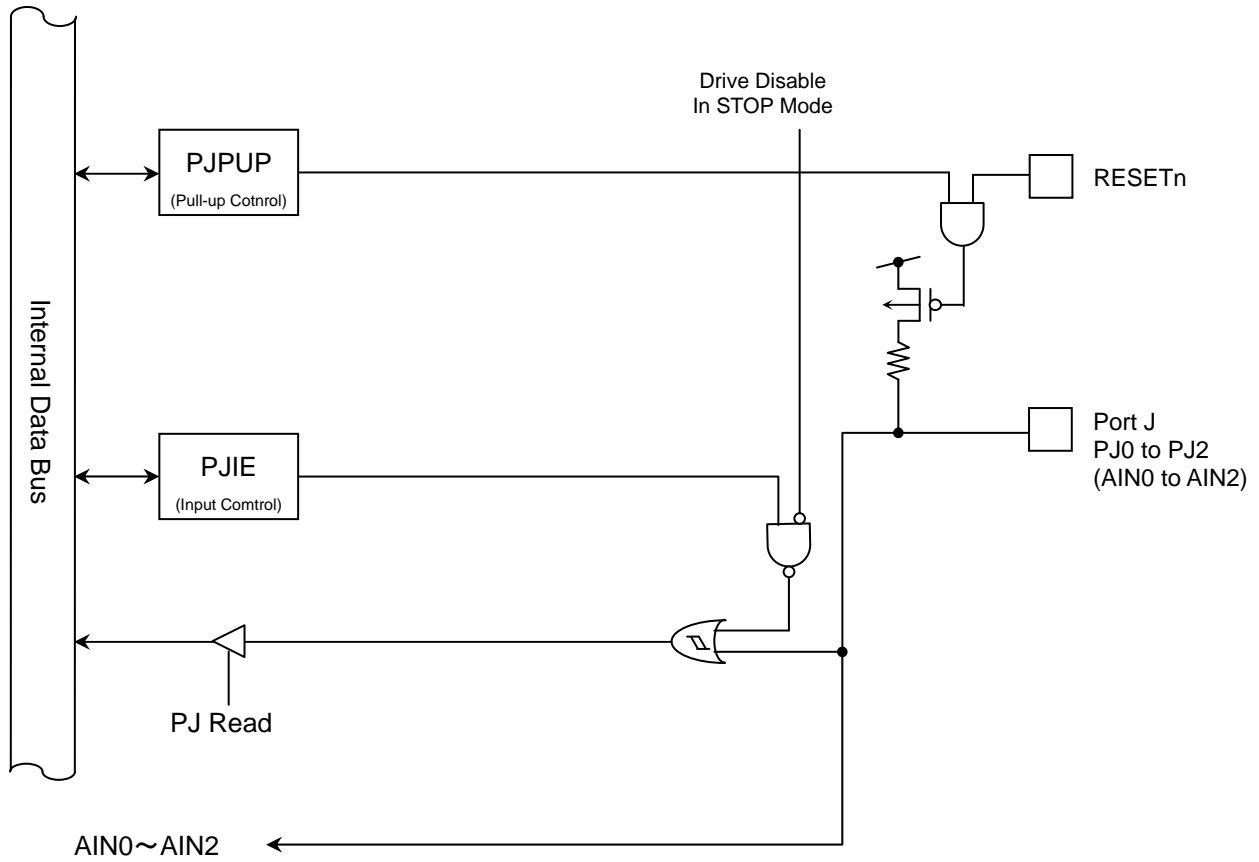 Drive Disable
In STOP Mode
PJPUP
(Pull-up Cotnrol)
RESETn
Internal Data Bus
Port J
PJ0 to PJ2
(AIN0 to AIN2)
PJIE
(Input Comtrol)
PJ Read
AIN0～AIN2